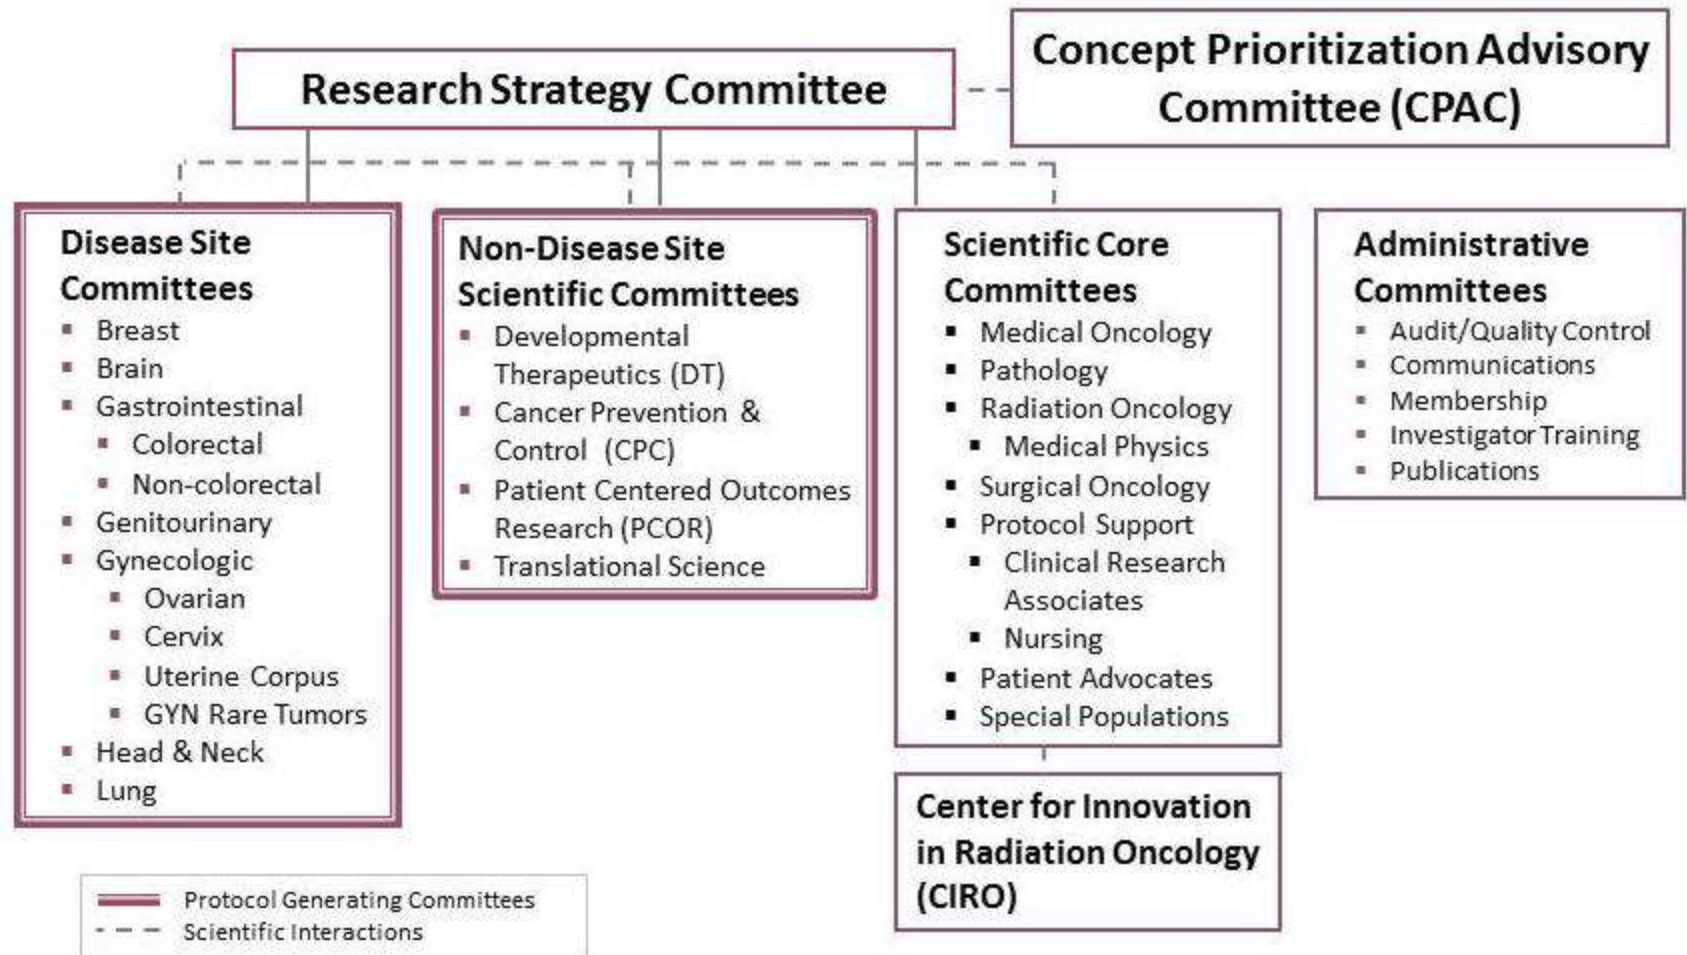 Research Strategy Committee
Concept Prioritization Advisory
Committee (CPAC)
Disease Site
Committees
Breast
Brain
Gastrointestinal
Colorectal
Non-colorectal
Genitourinary
Gynecologic
Ovarian
Cervix
Uterine Corpus
GYN Rare Tumors
Head & Neck
Lung
Non-Disease Site
Scientific Committees
Developmental
Therapeutics (DT)
Cancer Prevention &
Control (CPC)
Patient Centered Outcomes
Research (PCOR)
Translational Science
Scientific Core
Committees
Medical Oncology
Pathology
Radiation Oncology
Medical Physics
Surgical Oncology
Protocol Support
Clinical Research
Associates
Nursing
Patient Advocates
Special Populations
Administrative
Committees
Audit/Quality Control
Communications
Membership
Investigator Training
Publications
Center for Innovation
in Radiation Oncology
(CIRO)
Protocol Generating Committees
Scientific Interactions